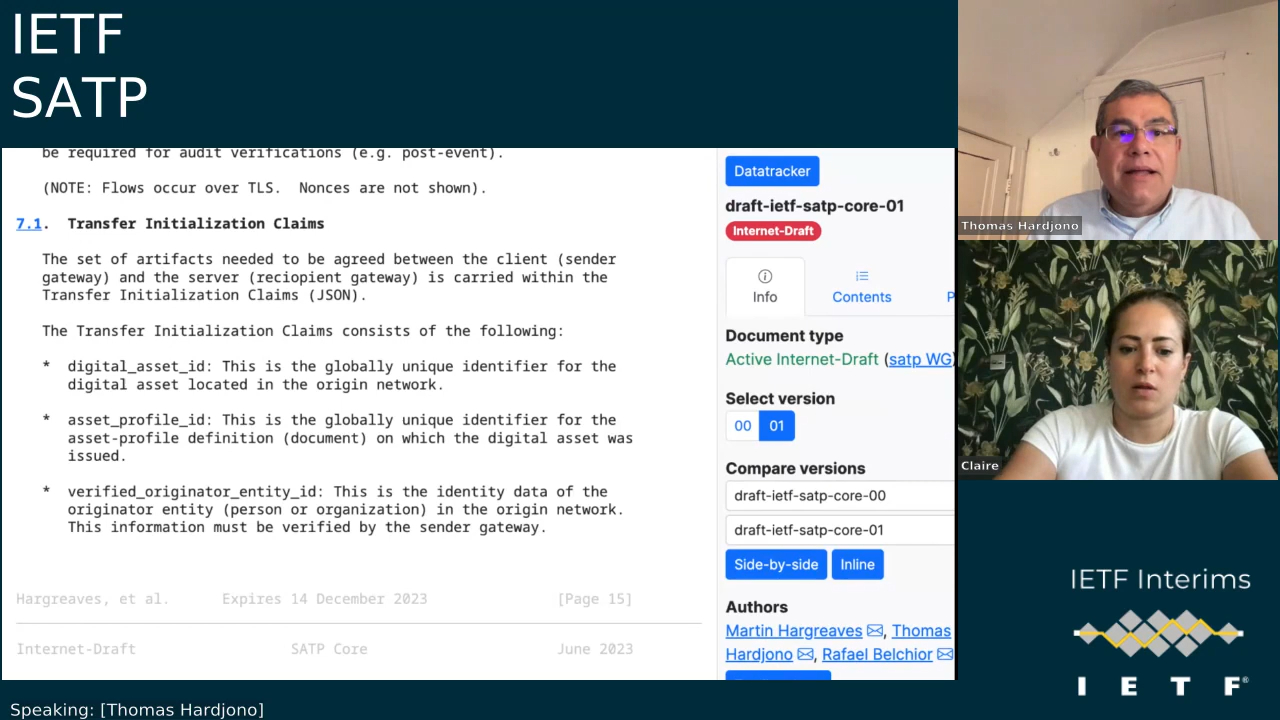 IETF
SATP
be required for audit verifications (e.g. post-event).
(NOTE: Flows occur over TLS.  Nonces are not shown).
7.1.  Transfer Initialization Claims
The set of artifacts needed to be agreed between the client (sender
gateway) and the server (reciopient gateway) is carried within the
Transfer Initialization Claims (JSON).
The Transfer Initialization Claims consists of the following:
*  digital_asset_id: This is the globally unique identifier for the
digital asset located in the origin network.
*  asset_profile_id: This is the globally unique identifier for the
asset-profile definition (document) on which the digital asset was
issued.
*  verified_originator_entity_id: This is the identity data of the
originator entity (person or organization) in the origin network.
This information must be verified by the sender gateway.
Hargreaves, et al.      Expires 14 December 2023               [Page 15]
Internet-Draft                  SATP Core                      June 2023
Datatracker
draft-ietf-satp-core-01
Internet-Draft
Info
Contents
P
Document type
Active Internet-Draft (satp WG)
Select version
00 01
Compare versions
draft-ietf-satp-core-00
draft-ietf-satp-core-01
Side-by-side Inline
Authors
Martin Hargreaves, Thomas
Hardjono, Rafael Belchior
Thomas Hardjono
Claire
IETF Interims
I E T F®
Speaking: [Thomas Hardjono]